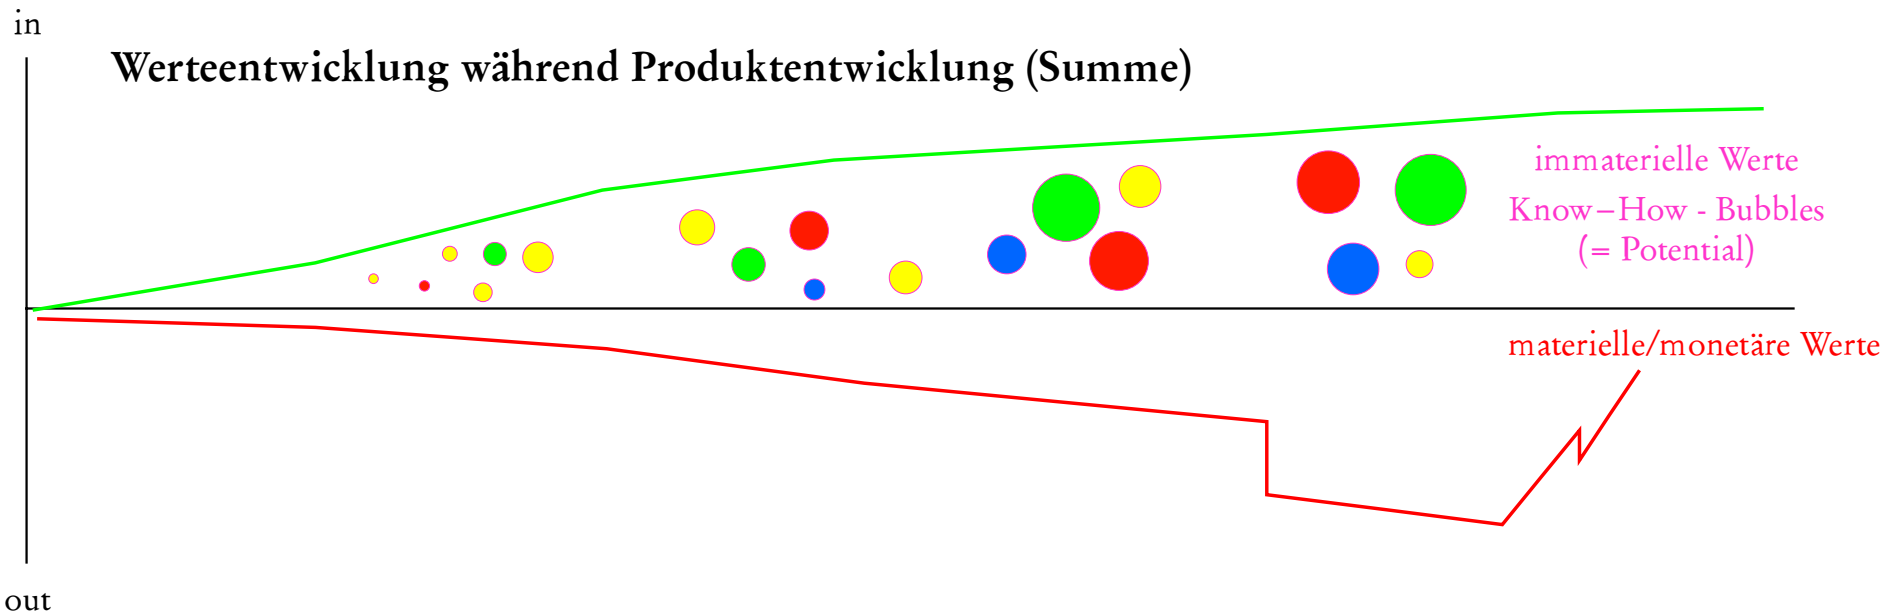 in
Werteentwicklung während Produktentwicklung (Summe)
immaterielle Werte
Know–How - Bubbles
(= Potential)
materielle/monetäre Werte
out